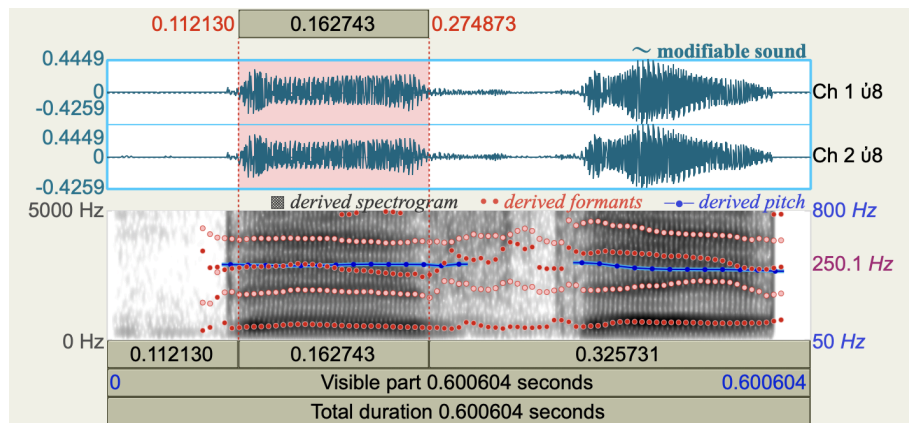 0.112130 0.162743 0.274873
～ modifiable sound
0.4449
0
-0.4259
Ch 1 u̇8
0.4449
0
-0.4259
Ch 2 u̇8
derived spectrogram derived formants derived pitch
5000 Hz 800 Hz
250.1 Hz
0 Hz 50 Hz
0.112130 0.162743 0.325731
0 Visible part 0.600604 seconds 0.600604
Total duration 0.600604 seconds